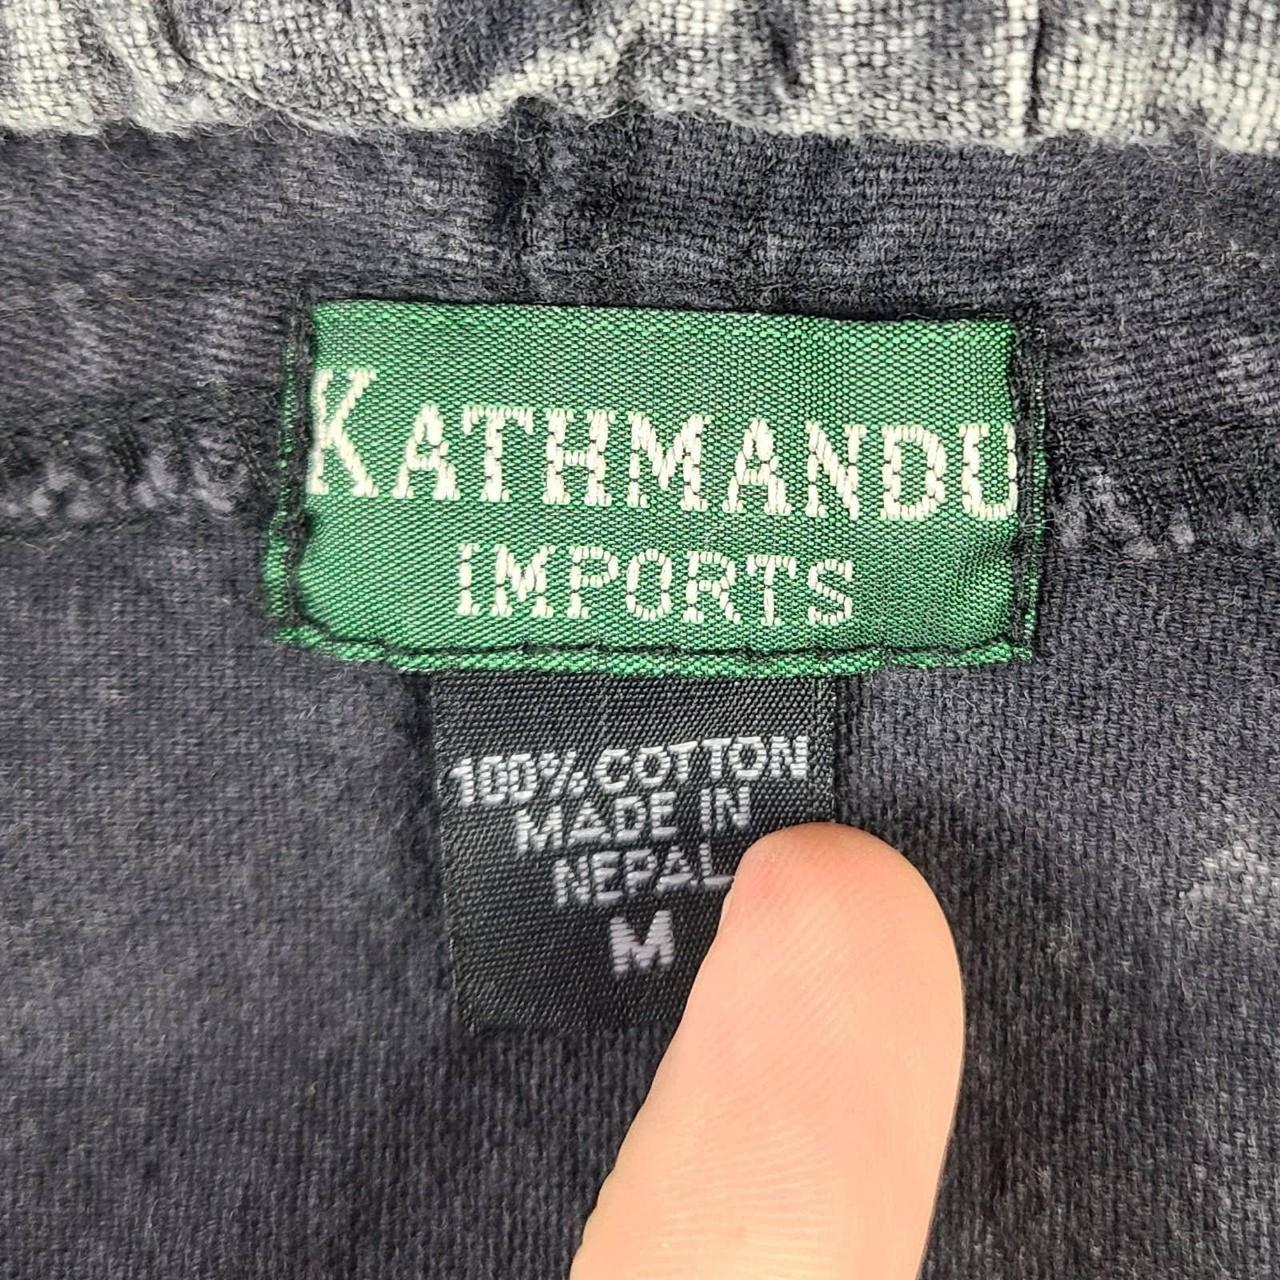 KATHMANDU
IMPORTS
100% COTTON
MADE IN
NEPAL
M